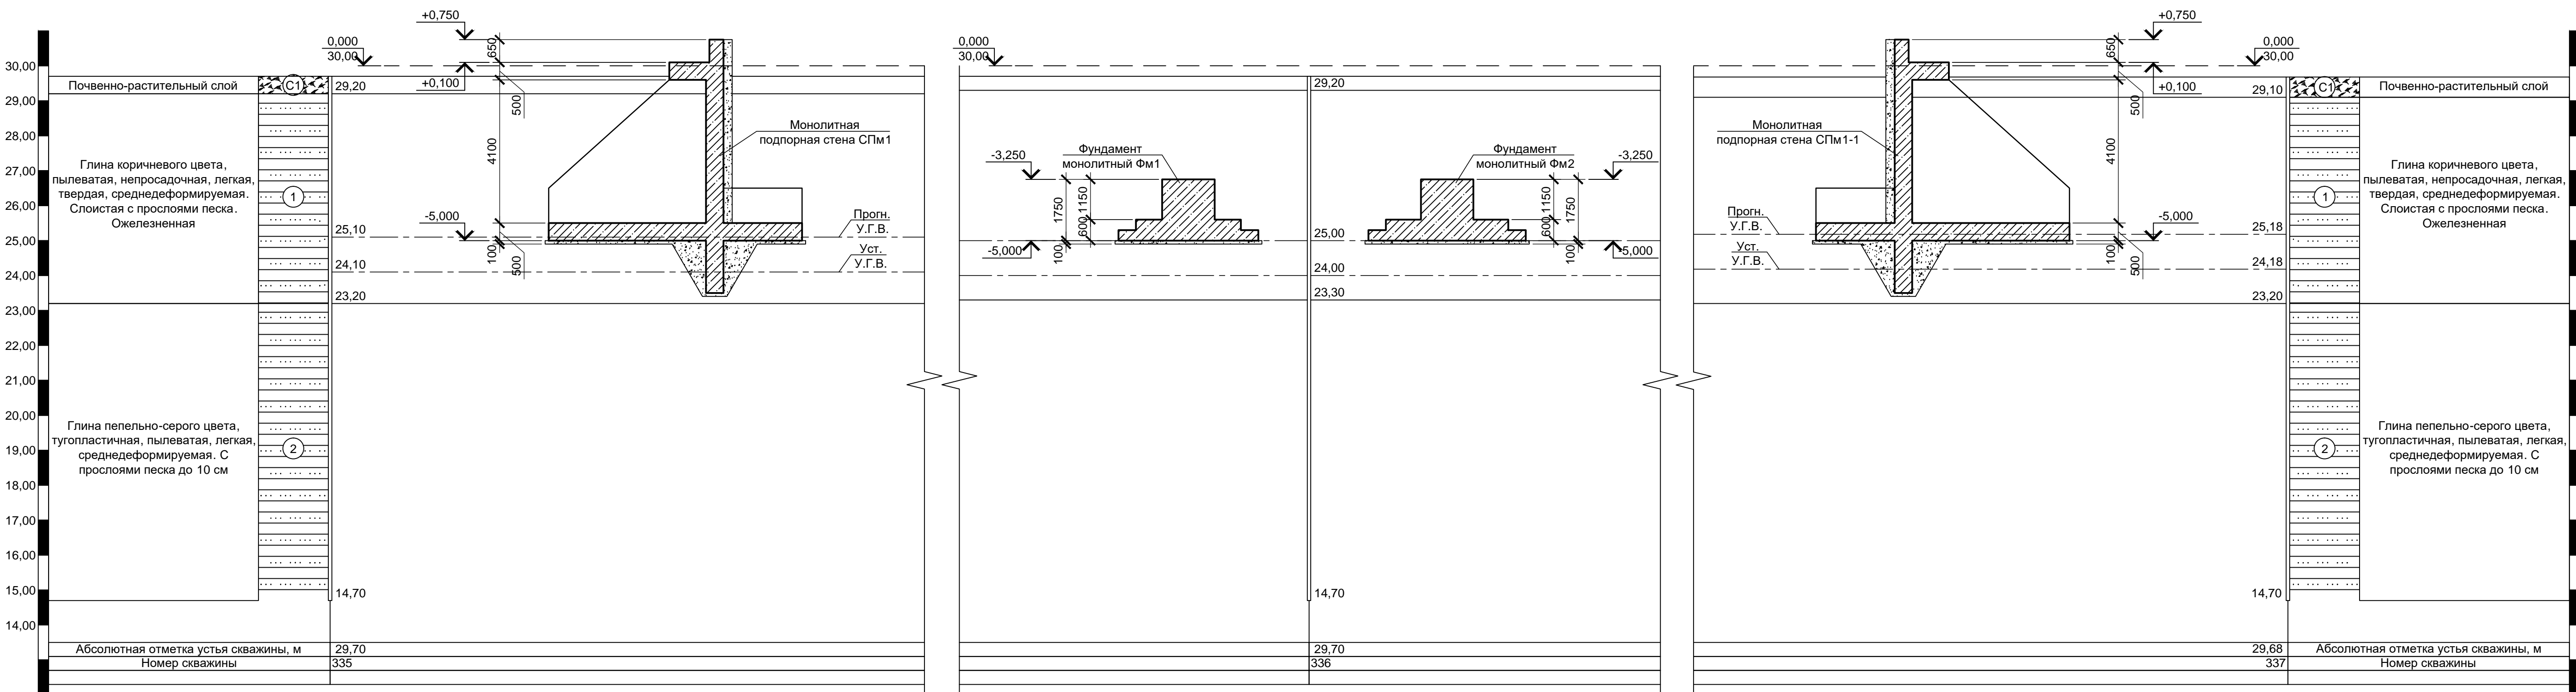 30,00
29,00
28,00
27,00
26,00
25,00
24,00
23,00
22,00
21,00
20,00
19,00
18,00
17,00
16,00
15,00
14,00
Почвенно-растительный слой
Глина коричневого цвета,
пылеватая, непросадочная, легкая,
твердая, среднедеформируемая.
Слоистая с прослоями песка.
Ожелезненная
Глина пепельно-серого цвета,
тугопластичная, пылеватая, легкая,
среднедеформируемая. С
прослоями песка до 10 см
С1
1
2
0,000
30,00
29,20
25,10
24,10
23,20
14,70
+0,750
+0,100
-5,000
650
500
4100
100
500
Монолитная
подпорная стена СПм1
Прогн.
У.Г.В.
Уст.
У.Г.В.
Абсолютная отметка устья скважины, м
29,70
Номер скважины
335
0,000
30,00
-3,250
-5,000
1750
1150
600
100
Фундамент
монолитный Фм1
29,20
25,00
24,00
23,30
14,70
Фундамент
монолитный Фм2
1150
1750
600
100
-3,250
-5,000
29,70
336
Монолитная
подпорная стена СПм1-1
Прогн.
У.Г.В.
Уст.
У.Г.В.
+0,750
+0,100
-5,000
650
500
4100
100
500
0,000
30,00
29,10
25,18
24,18
23,20
14,70
С1
1
2
Почвенно-растительный слой
Глина коричневого цвета,
пылеватая, непросадочная, легкая,
твердая, среднедеформируемая.
Слоистая с прослоями песка.
Ожелезненная
Глина пепельно-серого цвета,
тугопластичная, пылеватая, легкая,
среднедеформируемая. С
прослоями песка до 10 см
29,68
Абсолютная отметка устья скважины, м
337
Номер скважины